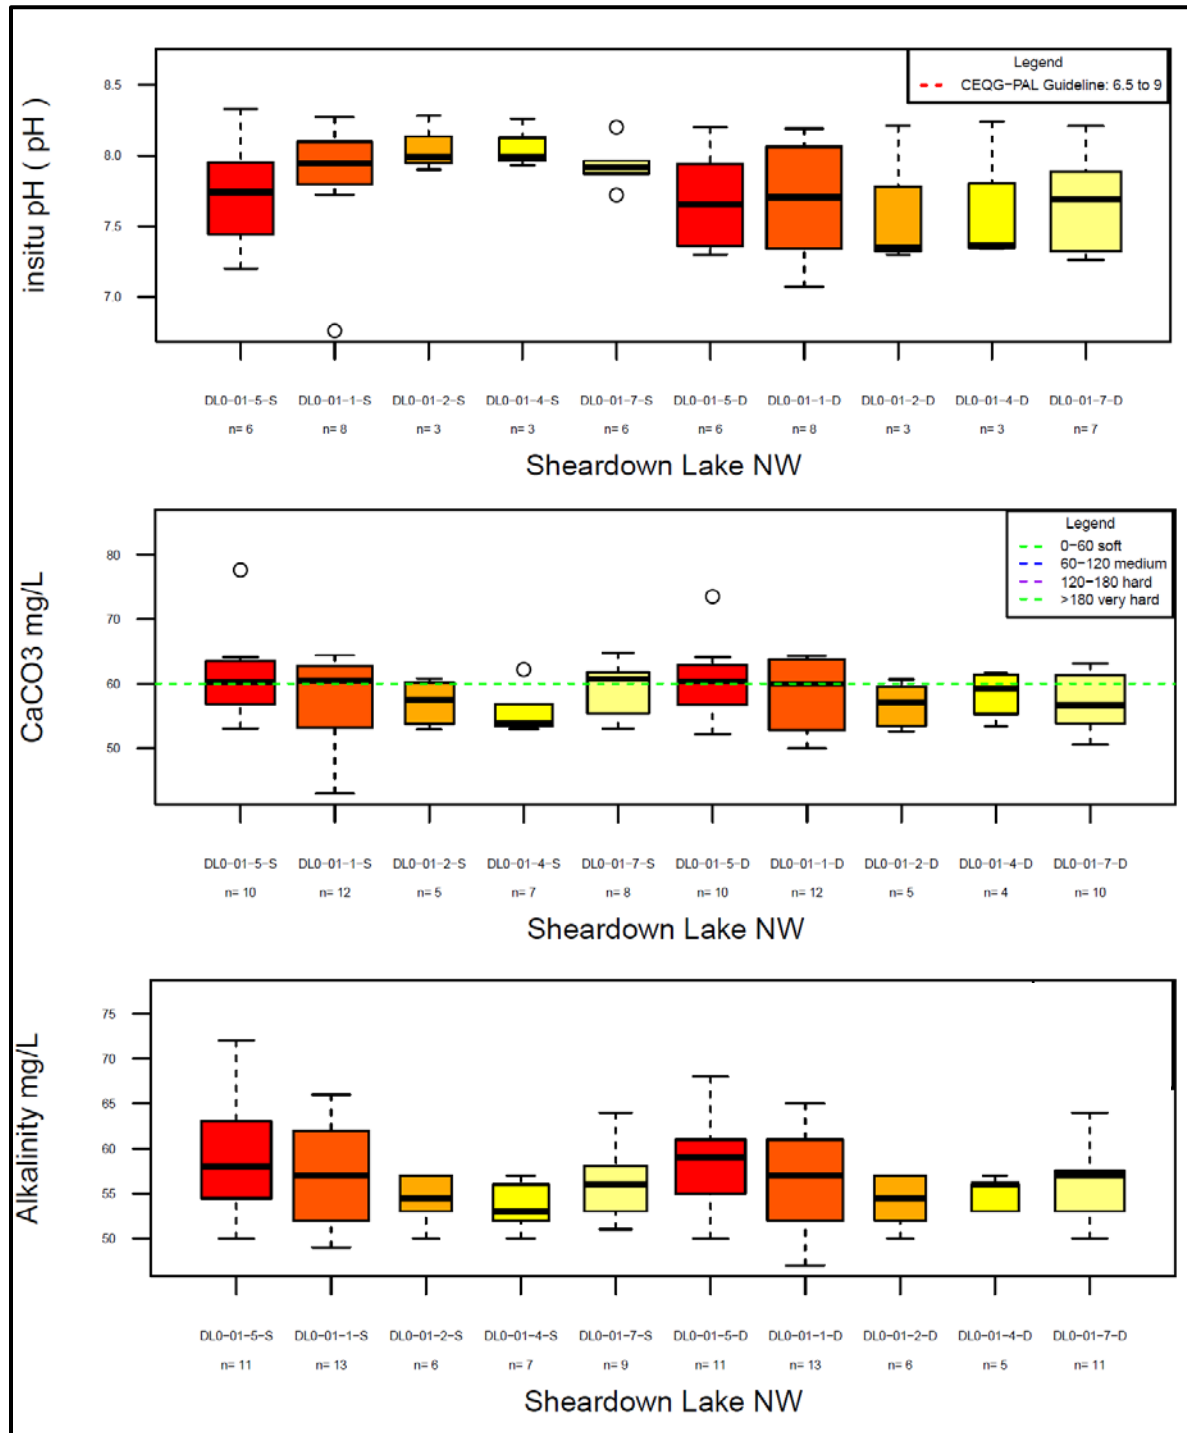 insitu pH ( pH )
8.5
8.0
7.5
7.0
Legend
CEQG−PAL Guideline: 6.5 to 9
DL0−01−5−S DL0−01−1−S DL0−01−2−S DL0−01−4−S DL0−01−7−S DL0−01−5−D DL0−01−1−D DL0−01−2−D DL0−01−4−D DL0−01−7−D
n= 6 n= 8 n= 3 n= 3 n= 6 n= 6 n= 8 n= 3 n= 3 n= 7
Sheardown Lake NW
CaCO3 mg/L
80
70
60
50
Legend
0−60 soft
60−120 medium
120−180 hard
>180 very hard
DL0−01−5−S DL0−01−1−S DL0−01−2−S DL0−01−4−S DL0−01−7−S DL0−01−5−D DL0−01−1−D DL0−01−2−D DL0−01−4−D DL0−01−7−D
n= 10 n= 12 n= 5 n= 7 n= 8 n= 10 n= 12 n= 5 n= 4 n= 10
Sheardown Lake NW
Alkalinity mg/L
75
70
65
60
55
50
DL0−01−5−S DL0−01−1−S DL0−01−2−S DL0−01−4−S DL0−01−7−S DL0−01−5−D DL0−01−1−D DL0−01−2−D DL0−01−4−D DL0−01−7−D
n= 11 n= 13 n= 6 n= 7 n= 9 n= 11 n= 13 n= 6 n= 5 n= 11
Sheardown Lake NW